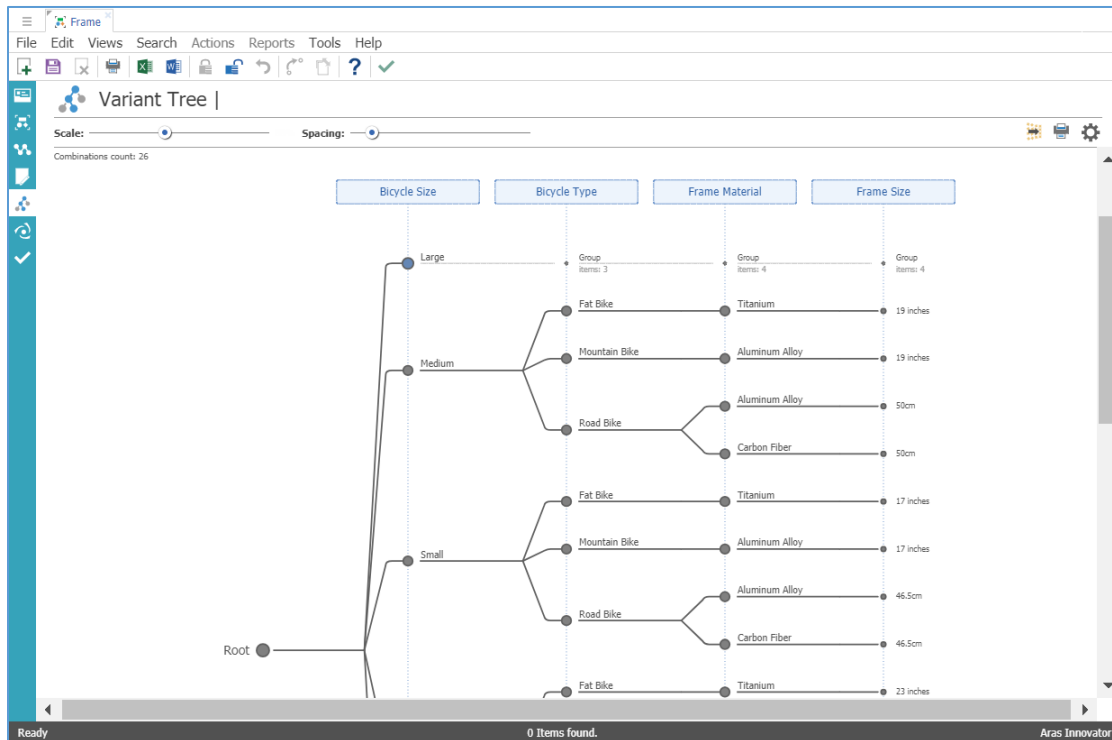 Frame
File Edit Views Search Actions Reports Tools Help
Variant Tree |
Scale: Spacing:
Combinations count: 26
Bicycle Size Bicycle Type Frame Material Frame Size
Large Group Group Group
items: 3 items: 4 items: 4
Fat Bike Titanium 19 inches
Mountain Bike Aluminum Alloy 19 inches
Medium
Aluminum Alloy 50cm
Road Bike
Carbon Fiber 50cm
Fat Bike Titanium 17 inches
Mountain Bike Aluminum Alloy 17 inches
Small
Aluminum Alloy 46.5cm
Road Bike
Carbon Fiber 46.5cm
Root
Fat Bike Titanium 23 inches
Ready 0 Items found. Aras Innovator